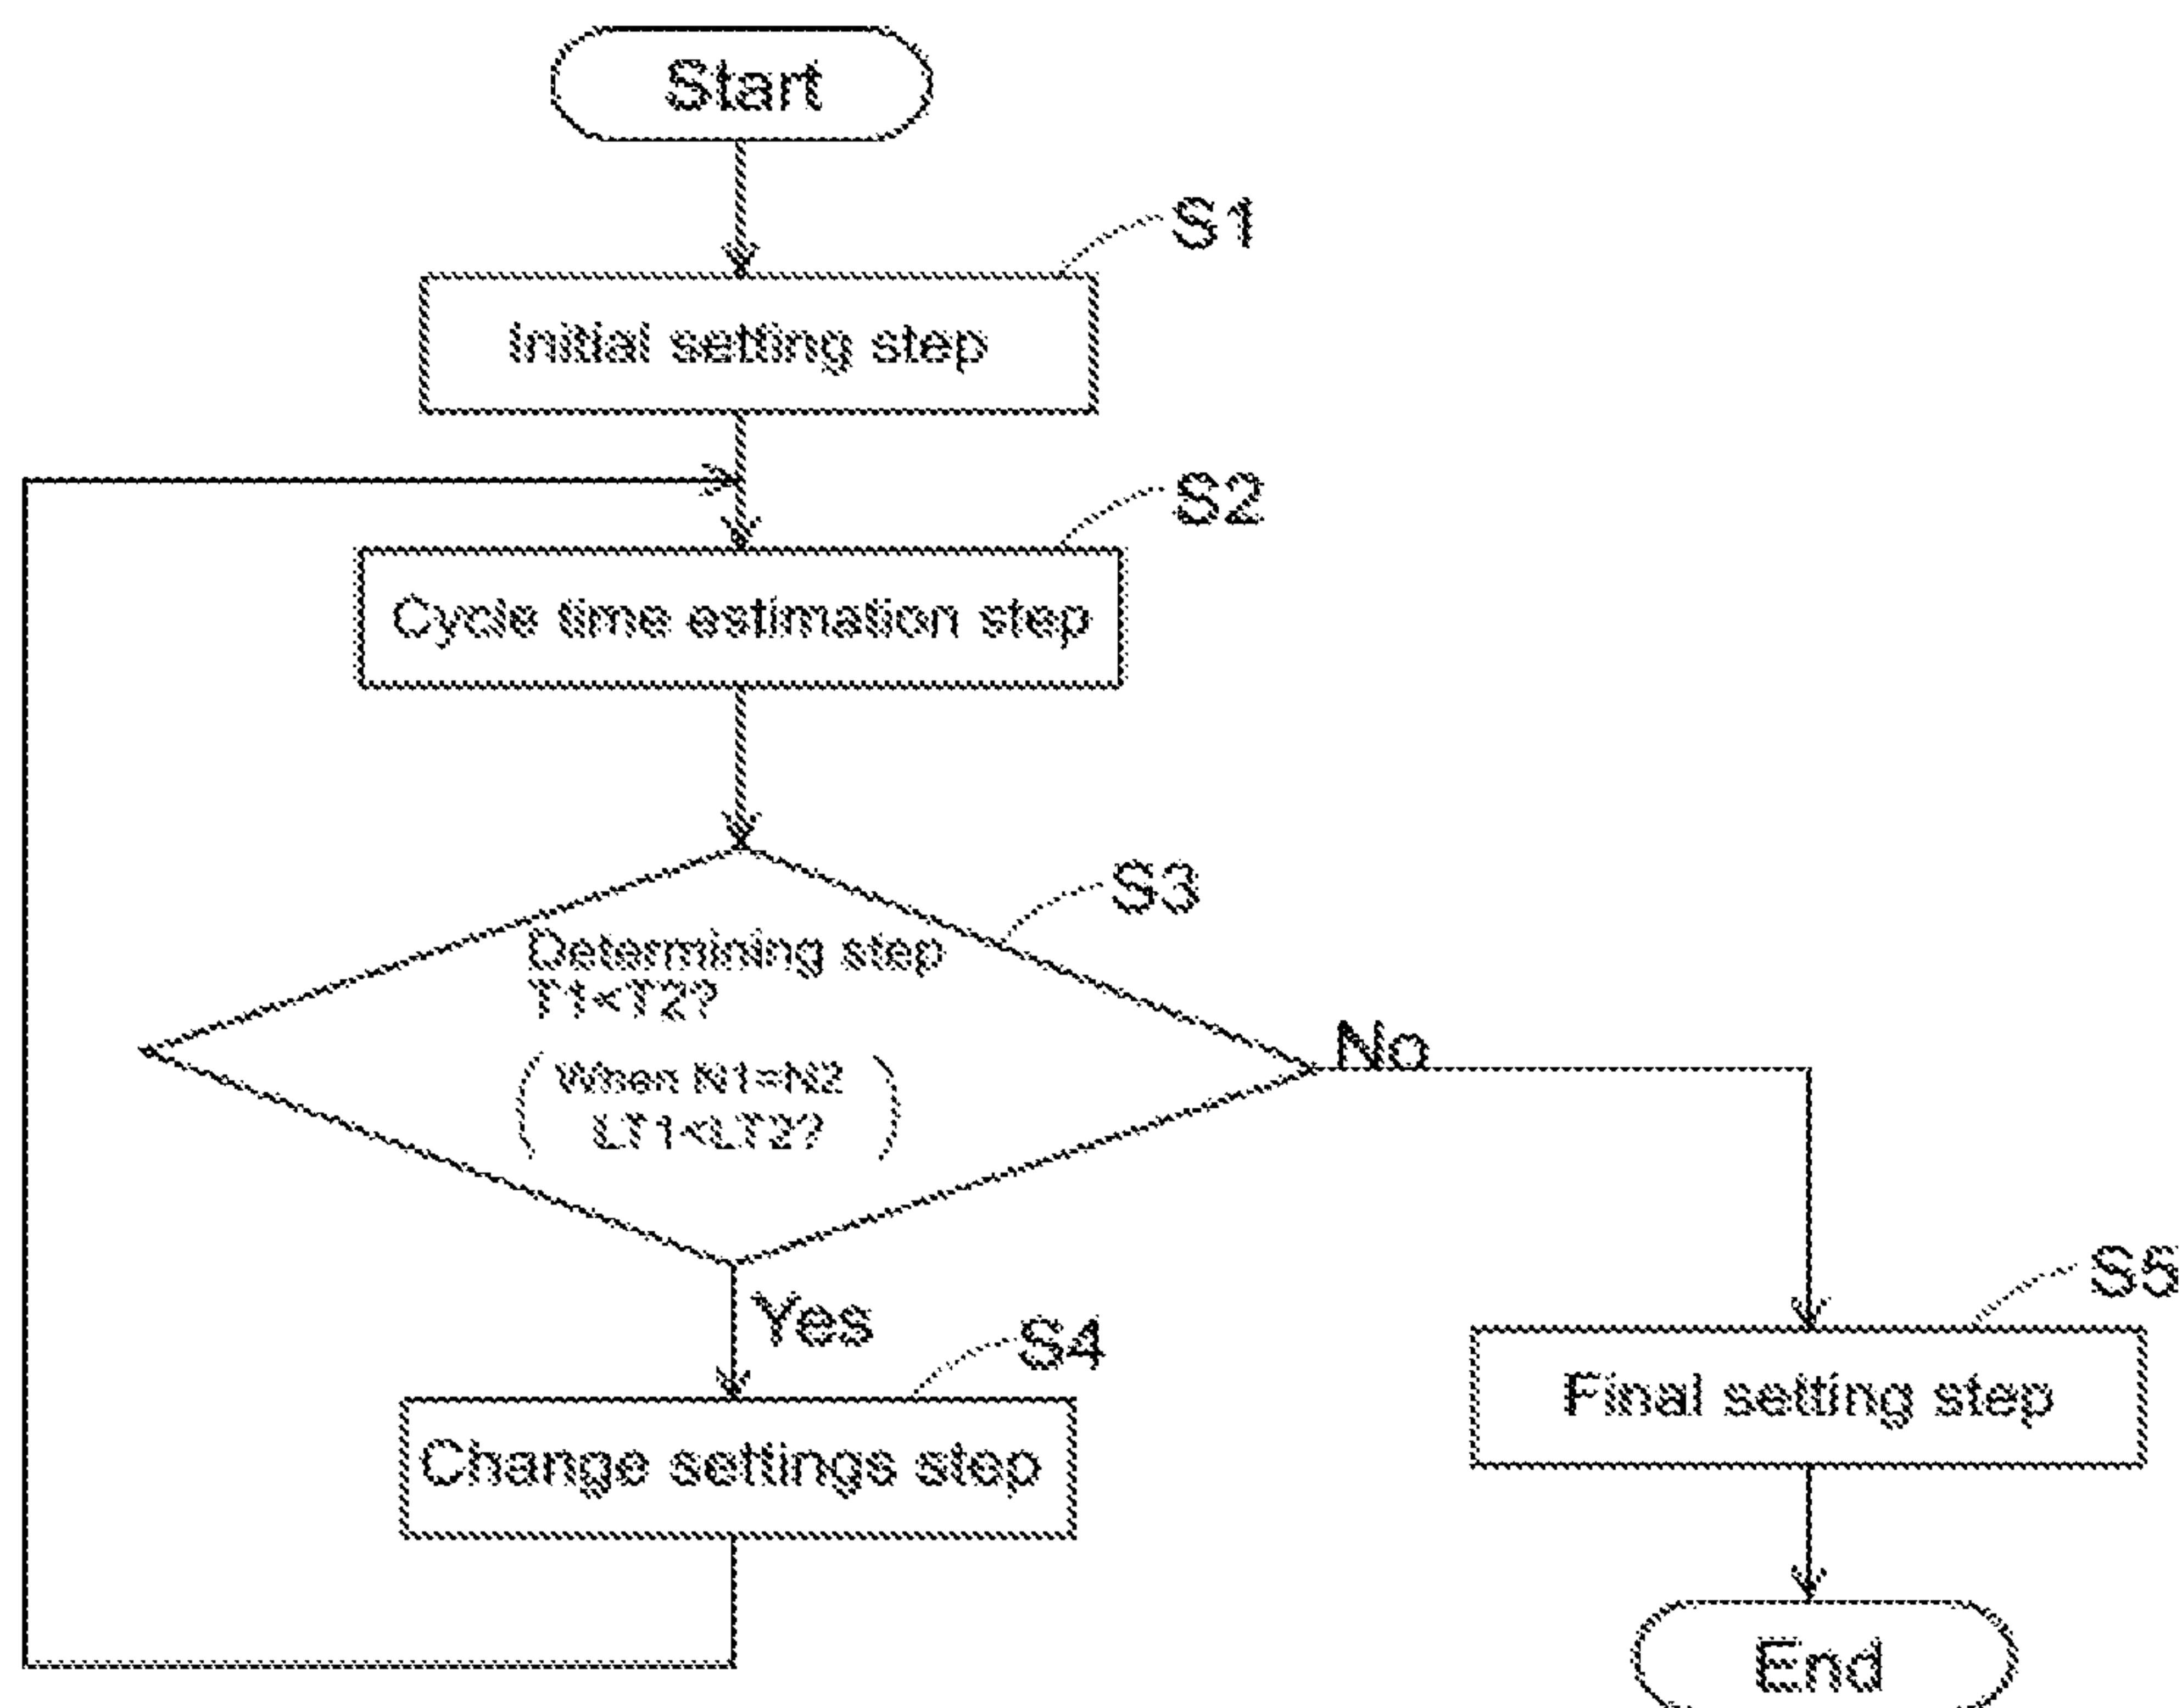 Start
S1
Initial setting step
S2
Cycle time estimation step
S3
Determining step
T1<T2?
No
(When N1=N2
LT1<LT2?)
Yes
S4
Change settings step
S5
Final setting step
End